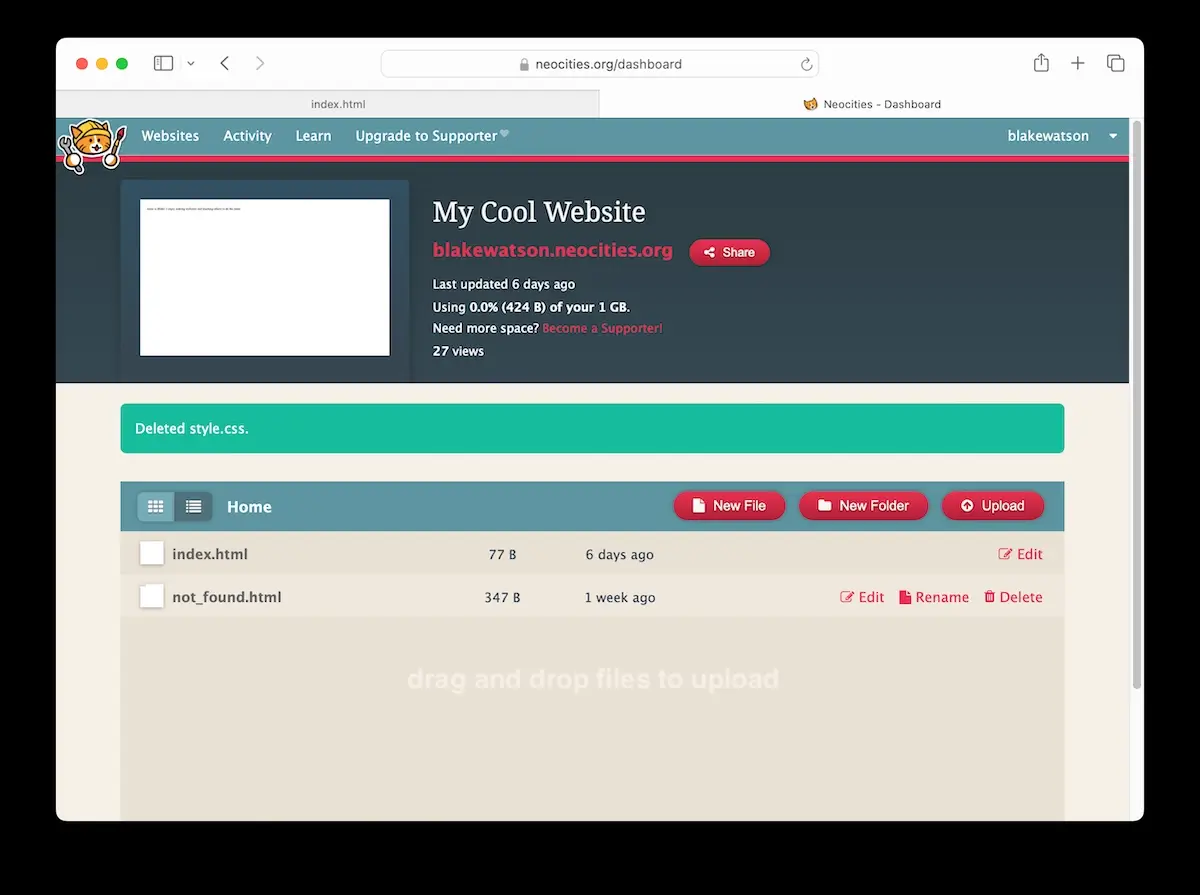 neocities.org/dashboard
index.html
Neocities - Dashboard
Websites Activity Learn Upgrade to Supporter blakewatson
My Cool Website
blakewatson.neocities.org Share
Last updated 6 days ago
Using 0.0% (424 B) of your 1 GB.
Need more space? Become a Supporter!
27 views
Deleted style.css.
Home New File New Folder Upload
index.html 77 B 6 days ago Edit
not_found.html 347 B 1 week ago Edit Rename Delete
drag and drop files to upload